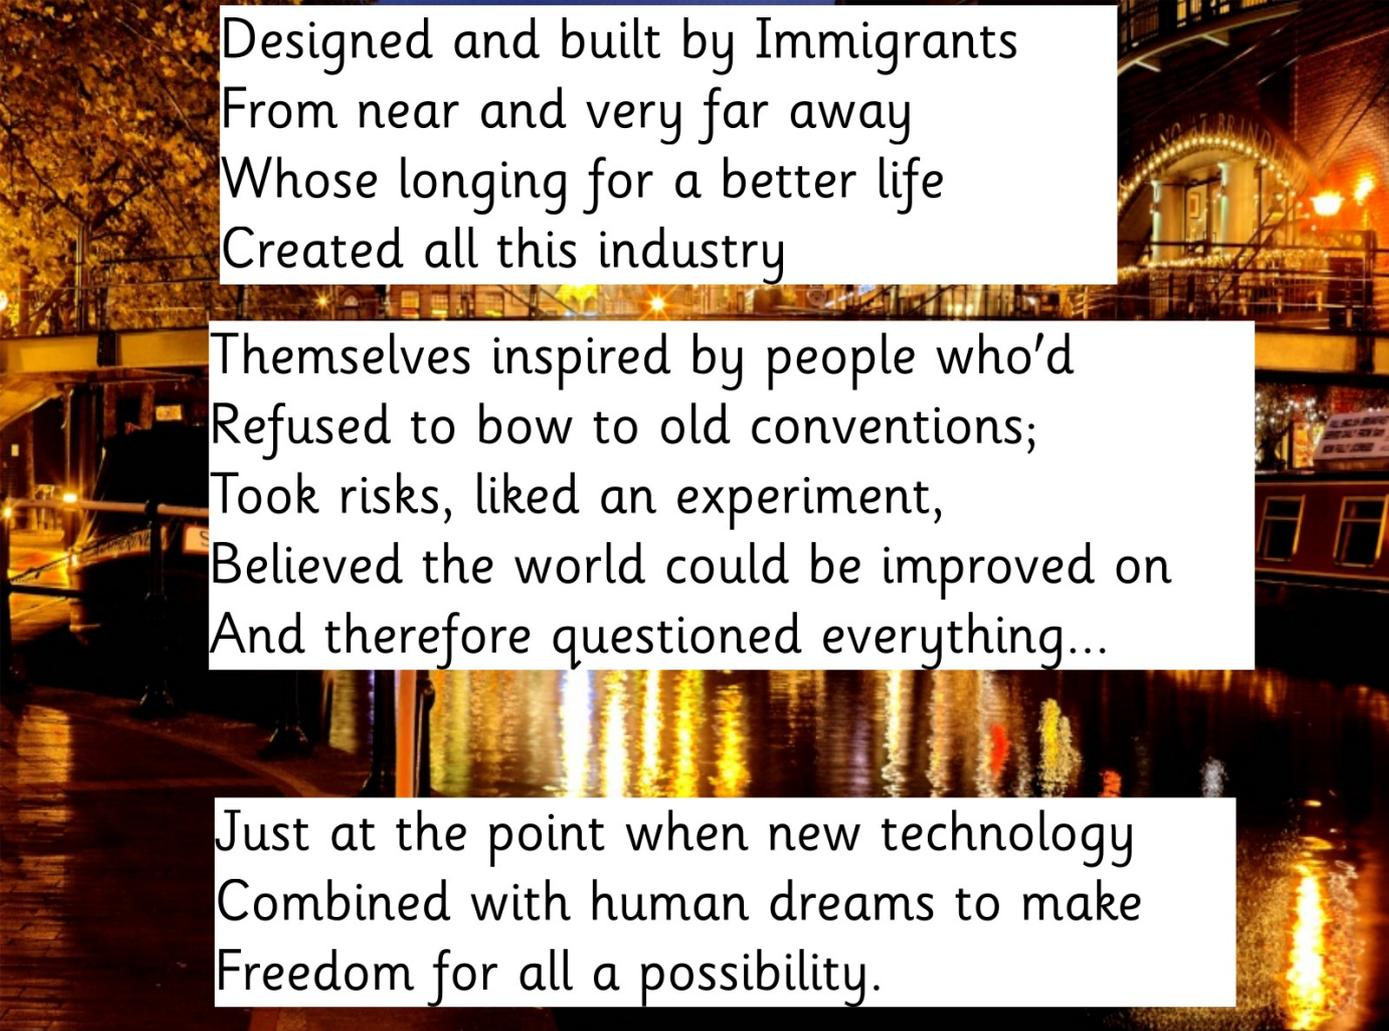 Designed and built by Immigrants
From near and very far away
Whose longing for a better life
Created all this industry
Themselves inspired by people who'd
Refused to bow to old conventions;
Took risks, liked an experiment,
Believed the world could be improved on
And therefore questioned everything...
Just at the point when new technology
Combined with human dreams to make
Freedom for all a possibility.